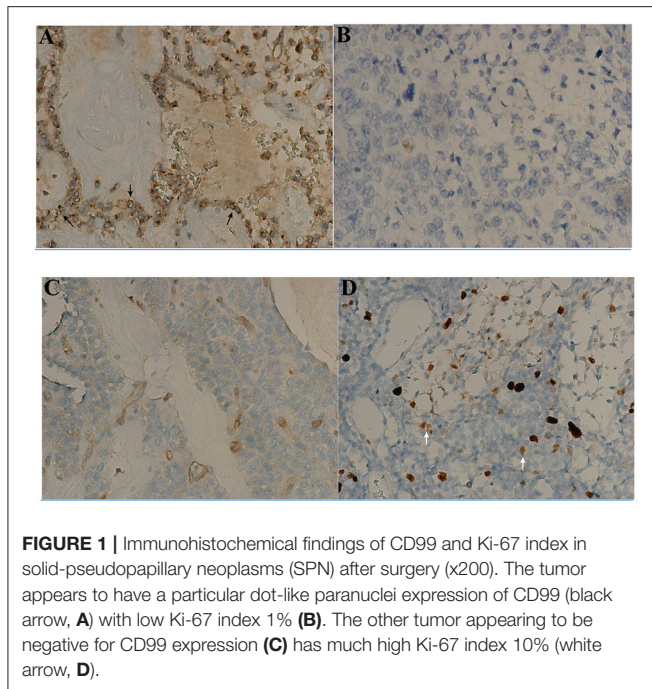 A
B
C
D
FIGURE 1 | Immunohistochemical findings of CD99 and Ki-67 index in
solid-pseudopapillary neoplasms (SPN) after surgery (x200). The tumor
appears to have a particular dot-like paranuclei expression of CD99 (black
arrow, A) with low Ki-67 index 1% (B). The other tumor appearing to be
negative for CD99 expression (C) has much high Ki-67 index 10% (white
arrow, D).